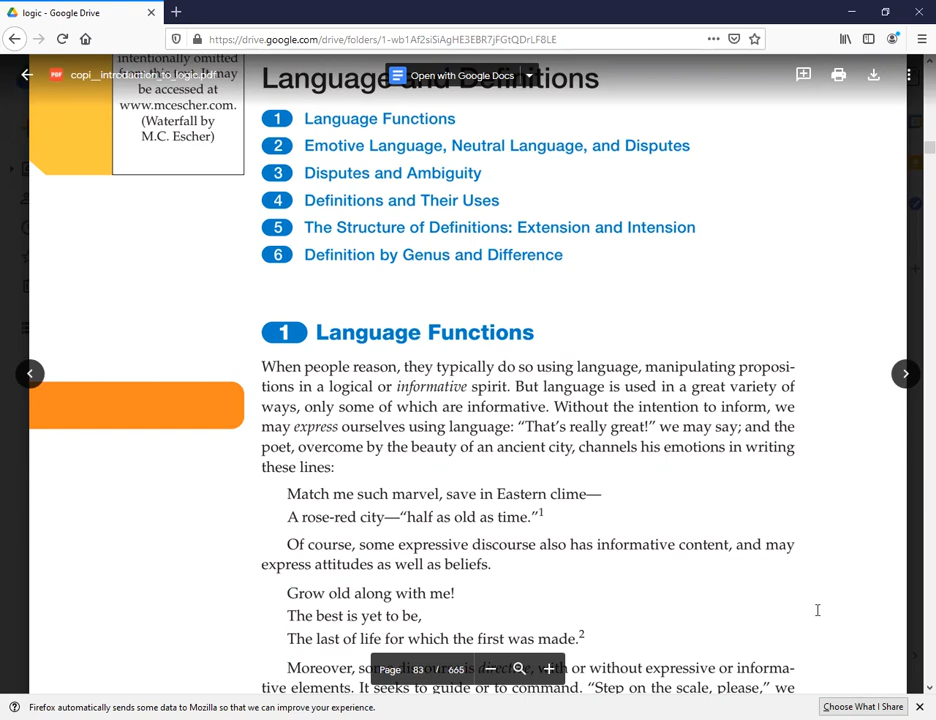 logic - Google Drive
https://drive.google.com/drive/folders/1-wb1Af2siSiAgHE3EBR7jFGtQDrLF8LE
intentionally omitted
copi__introduction_to_logic.pdf
Open with Google Docs
be accessed at
www.mcescher.com.
(Waterfall by
M.C. Escher)
Language and Definitions
1 Language Functions
2 Emotive Language, Neutral Language, and Disputes
3 Disputes and Ambiguity
4 Definitions and Their Uses
5 The Structure of Definitions: Extension and Intension
6 Definition by Genus and Difference
1 Language Functions
When people reason, they typically do so using language, manipulating proposi-
tions in a logical or informative spirit. But language is used in a great variety of
ways, only some of which are informative. Without the intention to inform, we
may express ourselves using language: “That’s really great!” we may say; and the
poet, overcome by the beauty of an ancient city, channels his emotions in writing
these lines:
Match me such marvel, save in Eastern clime—
A rose-red city—“half as old as time.”1
Of course, some expressive discourse also has informative content, and may
express attitudes as well as beliefs.
Grow old along with me!
The best is yet to be,
The last of life for which the first was made.2
Page 83 / 665
Moreover, some discourse is directive, with or without expressive or informa-
tive elements. It seeks to guide or to command. “Step on the scale, please,” we
Firefox automatically sends some data to Mozilla so that we can improve your experience.
Choose What I Share